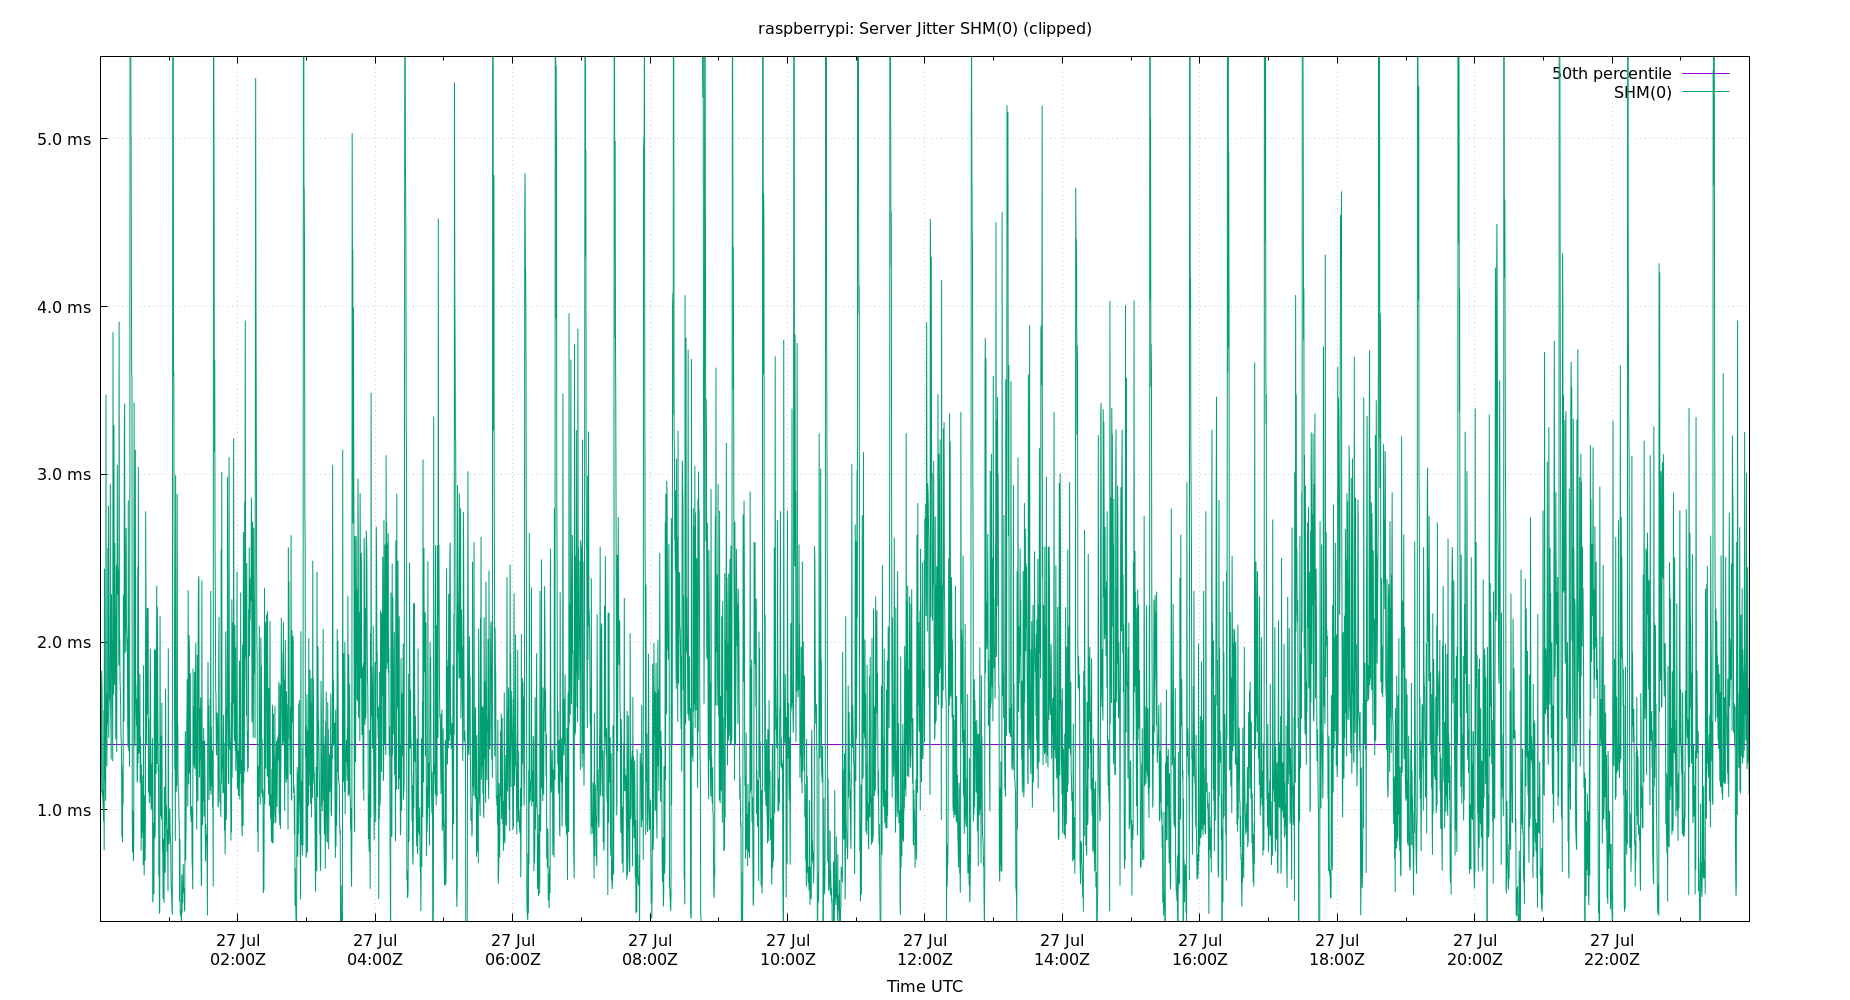 raspberrypi: Server Jitter SHM(0) (clipped)
50th percentile
SHM(0)
5.0 ms
4.0 ms
3.0 ms
2.0 ms
1.0 ms
27 Jul 27 Jul 27 Jul 27 Jul 27 Jul 27 Jul 27 Jul 27 Jul 27 Jul 27 Jul 27 Jul
02:00Z 04:00Z 06:00Z 08:00Z 10:00Z 12:00Z 14:00Z 16:00Z 18:00Z 20:00Z 22:00Z
Time UTC